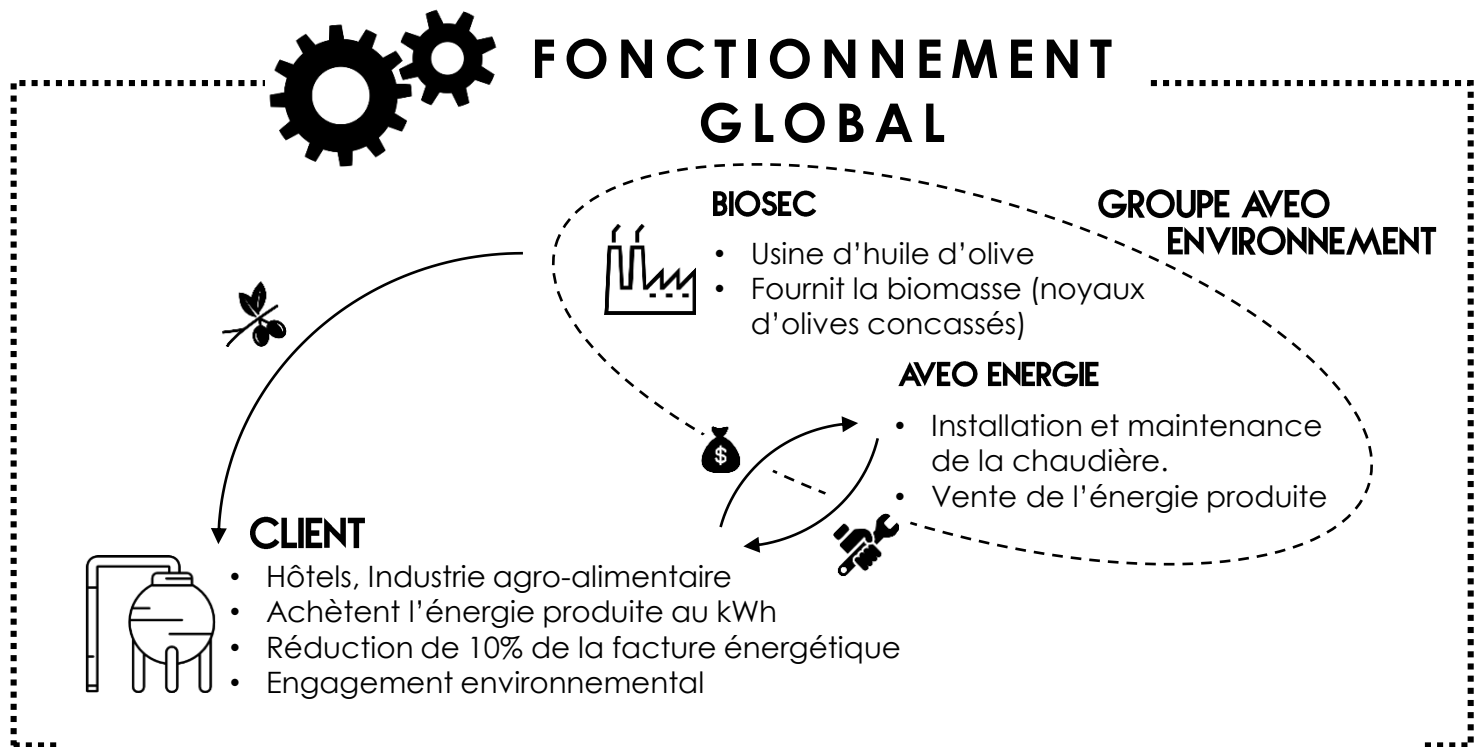 FONCTIONNEMENT
GLOBAL
BIOSEC
• Usine d’huile d’olive
• Fournit la biomasse (noyaux
d’olives concassés)
GROUPE AVEO
ENVIRONNEMENT
AVEO ENERGIE
• Installation et maintenance
de la chaudière.
• Vente de l’énergie produite
$
CLIENT
• Hôtels, Industrie agro-alimentaire
• Achètent l’énergie produite au kWh
• Réduction de 10% de la facture énergétique
• Engagement environnemental